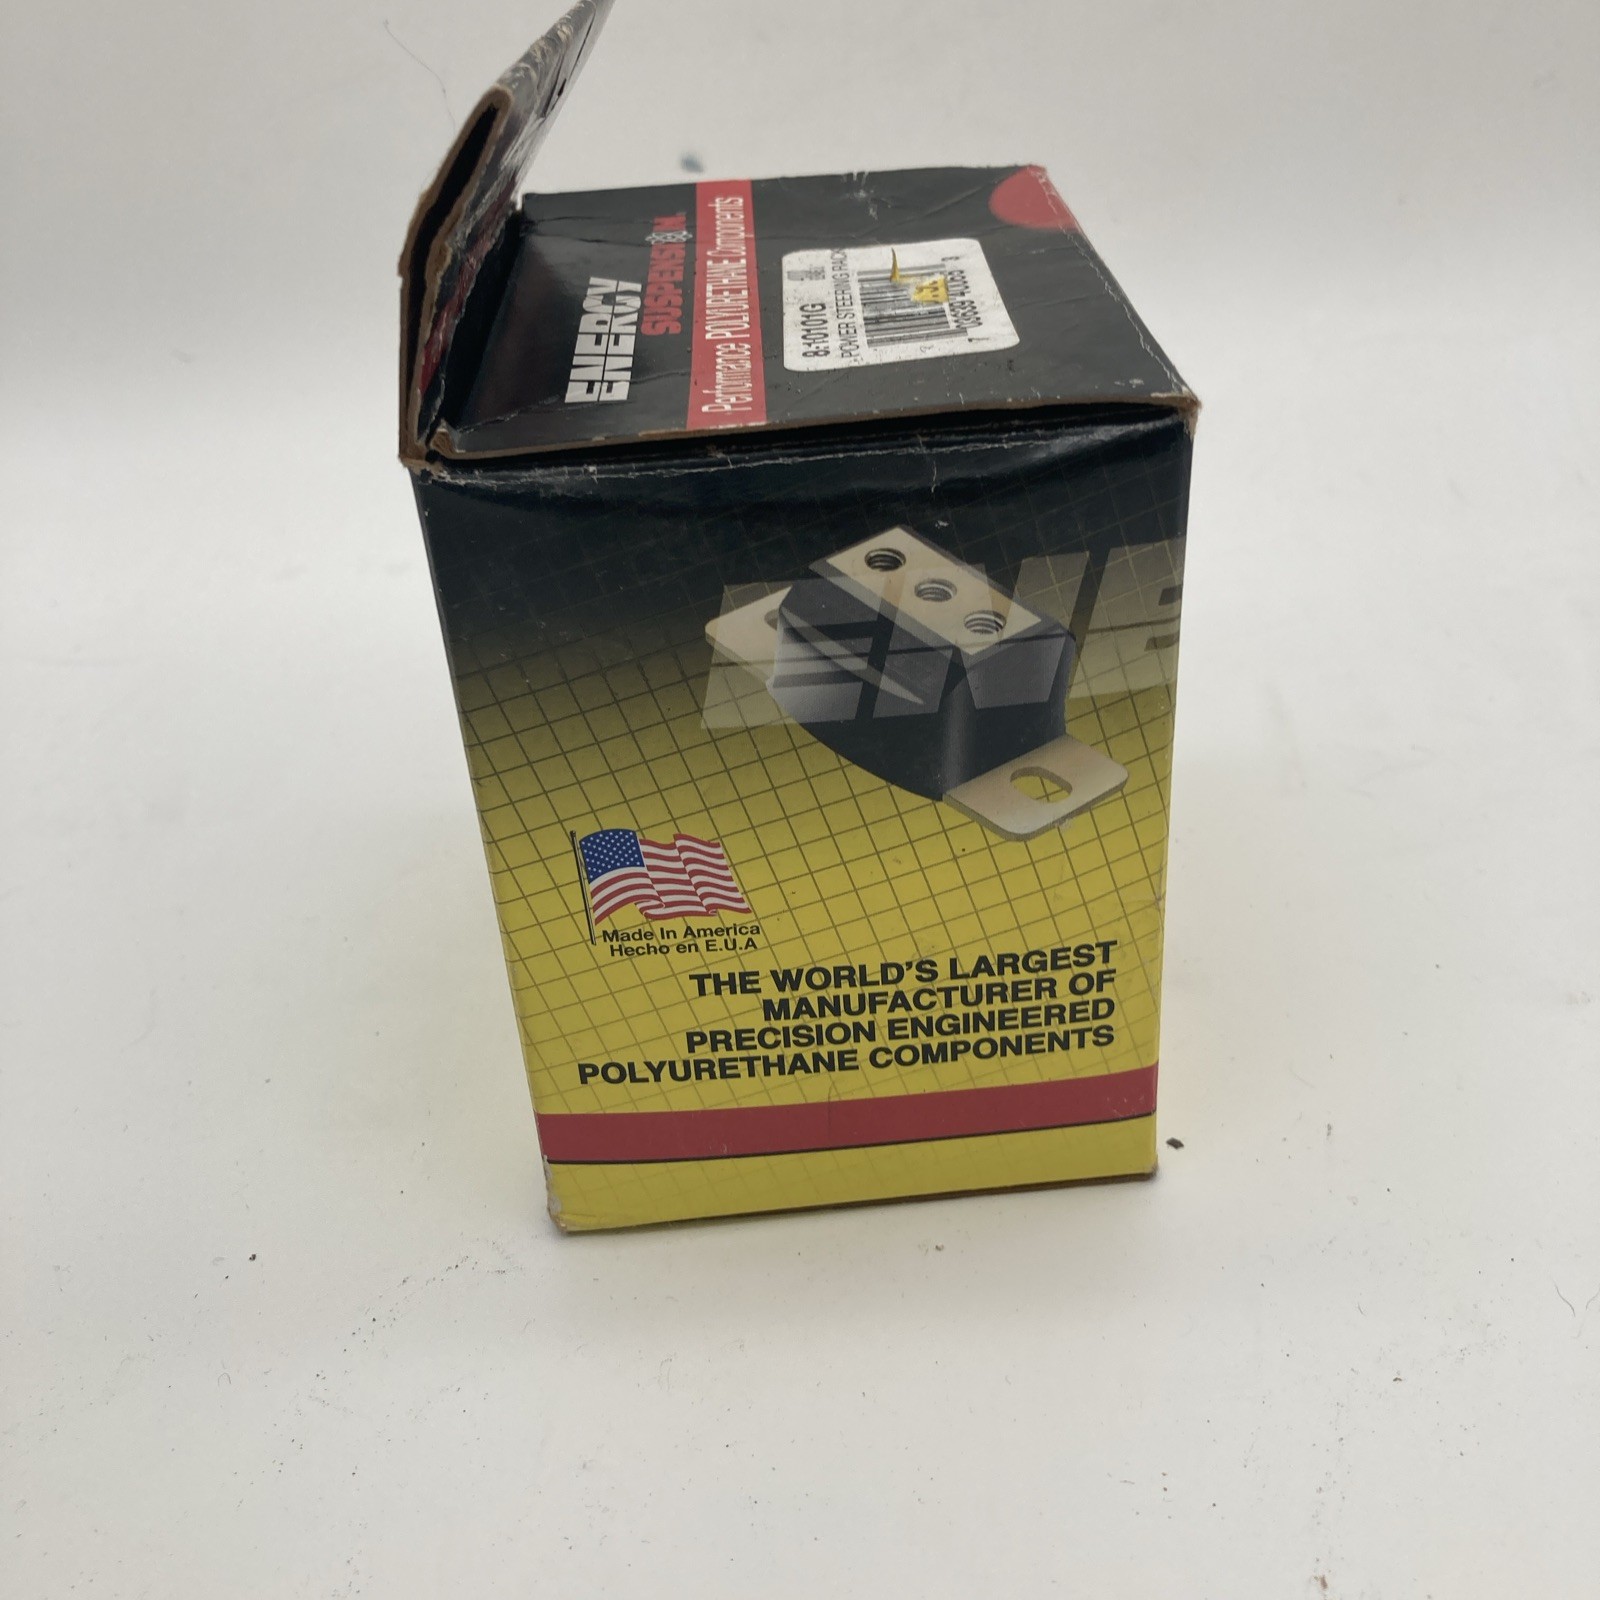 ENERGY
SUSPENSION
Performance POLYURETHANE Components
8.10101G
POWER STEERING RACK
ENE
Made In America
Hecho en E.U.A
THE WORLD'S LARGEST
MANUFACTURER OF
PRECISION ENGINEERED
POLYURETHANE COMPONENTS